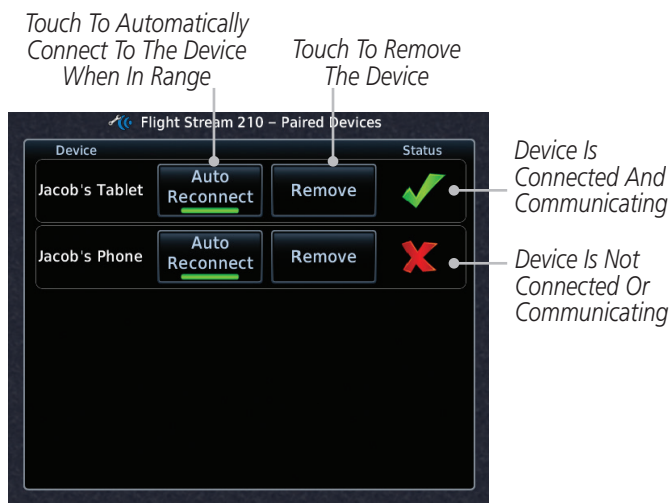 Touch To Automatically
Connect To The Device
When In Range
Touch To Remove
The Device
Flight Stream 210 – Paired Devices
Device
Status
Jacob's Tablet
Auto
Reconnect
Remove
Device Is
Connected And
Communicating
Jacob's Phone
Auto
Reconnect
Remove
Device Is Not
Connected Or
Communicating